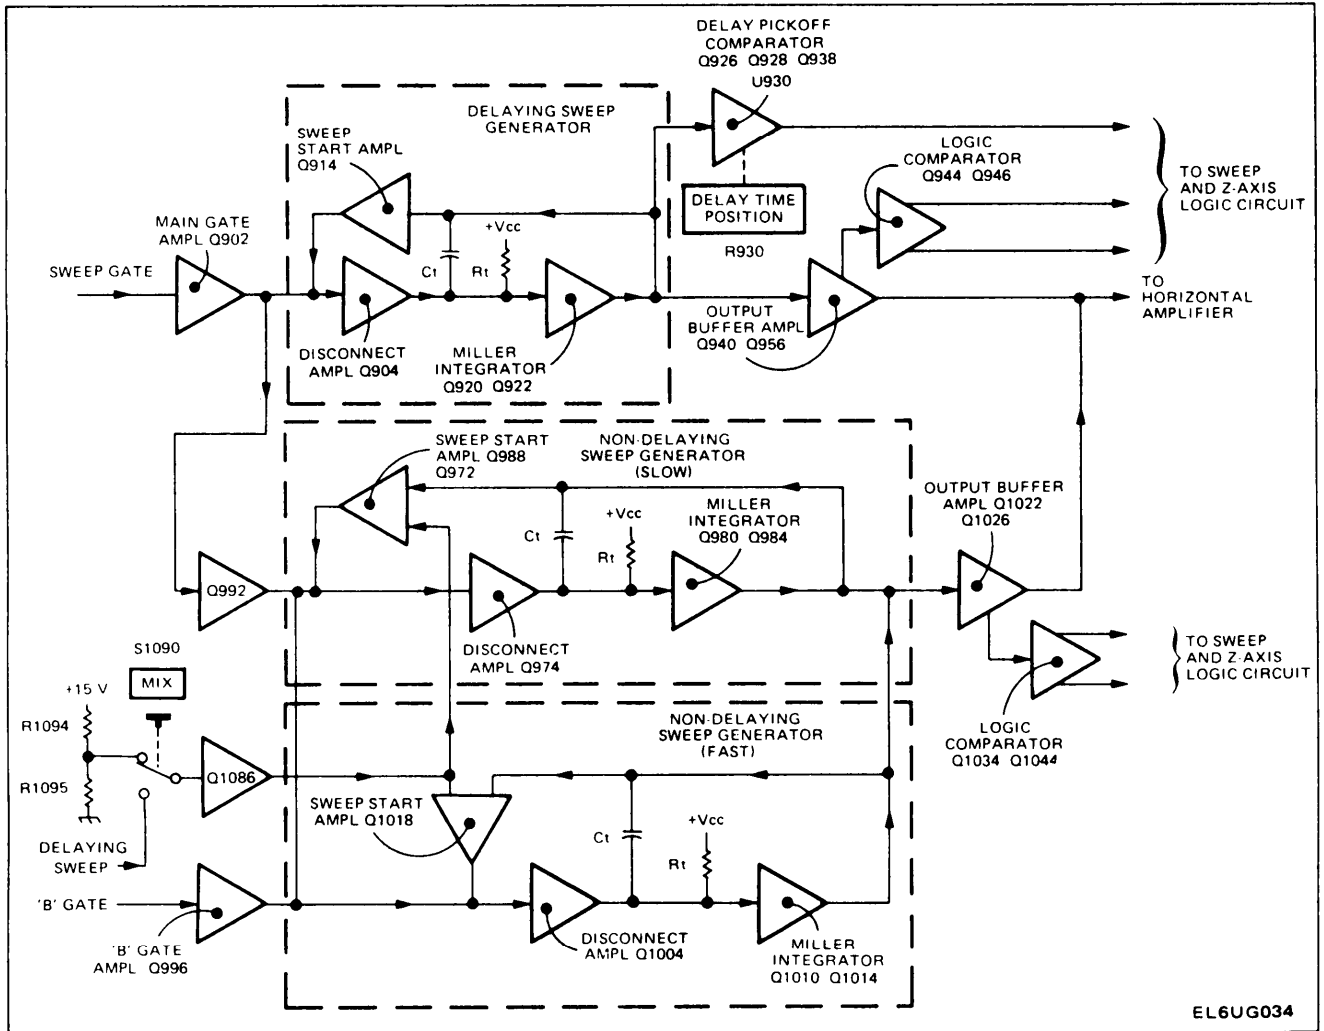 DELAY PICKOFF
COMPARATOR
Q926 Q928 Q938
U930
DELAYING SWEEP
GENERATOR
SWEEP
START AMPL
Q914
LOGIC
COMPARATOR
Q944 Q946
TO SWEEP
AND Z-AXIS
LOGIC CIRCUIT
DELAY TIME
POSITION
R930
MAIN GATE
AMPL Q902
+Vcc
SWEEP GATE
Ct
Rt
TO
HORIZONTAL
AMPLIFIER
OUTPUT
BUFFER AMPL
Q940 Q956
DISCONNECT
AMPL Q904
MILLER
INTEGRATOR
Q920 Q922
SWEEP START
AMPL Q988
Q972
NON-DELAYING
SWEEP GENERATOR
(SLOW)
OUTPUT BUFFER
AMPL Q1022
Q1026
MILLER
INTEGRATOR
Q980 Q984
+Vcc
Ct
Rt
Q992
DISCONNECT
AMPL Q974
S1090
MIX
TO SWEEP
AND Z-AXIS
LOGIC CIRCUIT
+15 V
R1094
R1095
Q1086
NON-DELAYING
SWEEP GENERATOR
(FAST)
LOGIC
COMPARATOR
Q1034 Q1044
SWEEP START
AMPL Q1018
+Vcc
Ct
Rt
DELAYING
SWEEP
'B' GATE
'B' GATE
AMPL Q996
DISCONNECT
AMPL Q1004
MILLER
INTEGRATOR
Q1010 Q1014
EL6UG034